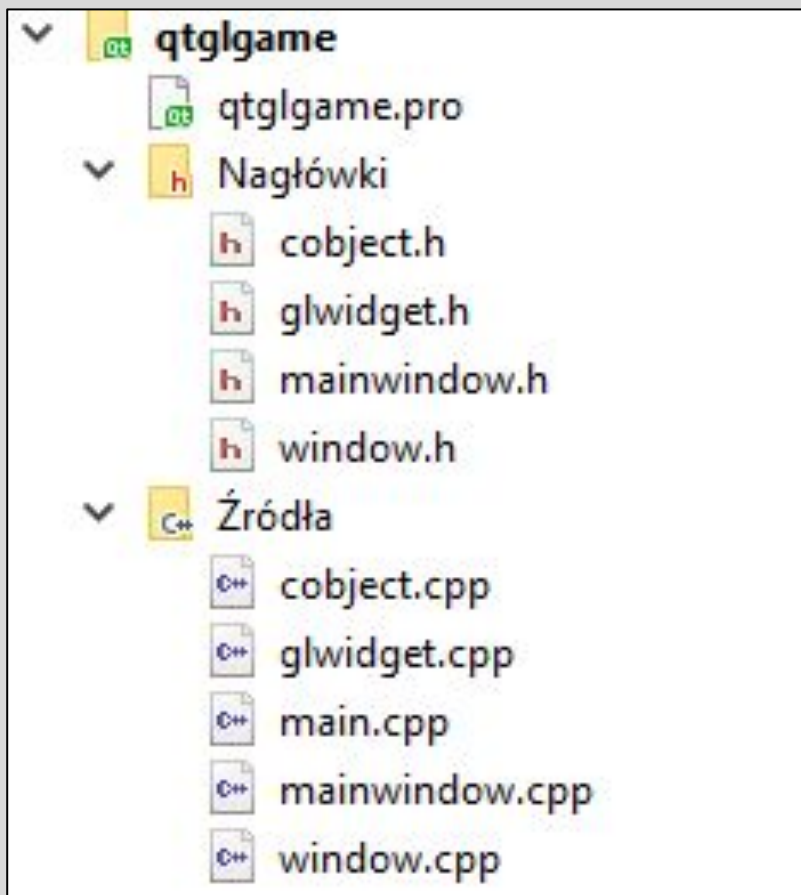 qtglgame
qtglgame.pro
Nagłówki
cobject.h
glwidget.h
mainwindow.h
window.h
Źródła
cobject.cpp
glwidget.cpp
main.cpp
mainwindow.cpp
window.cpp